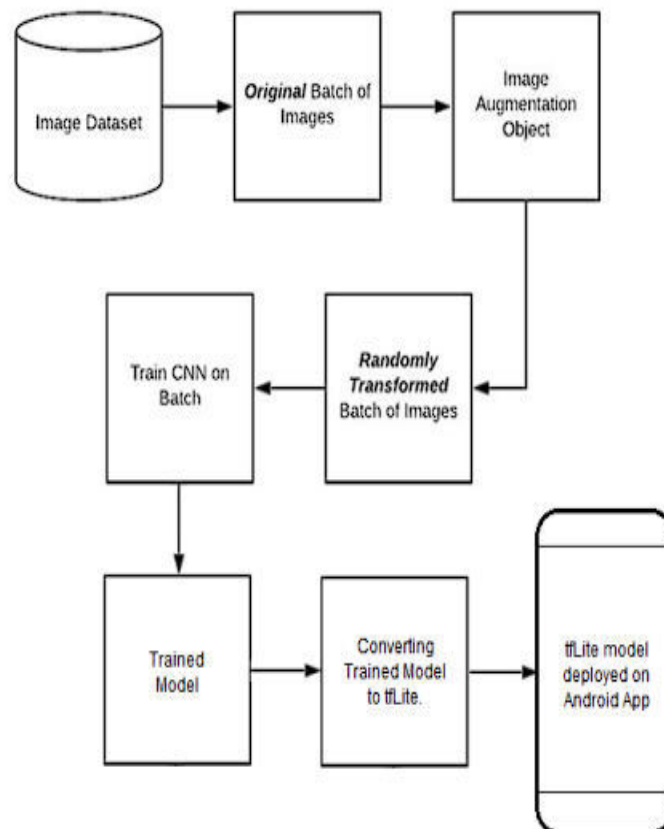 Image Dataset
Original Batch of
Images
Image
Augmentation
Object
Randomly
Transformed
Batch of Images
Train CNN on
Batch
Trained
Model
Converting
Trained Model
to tfLite.
tfLite model
deployed on
Android App